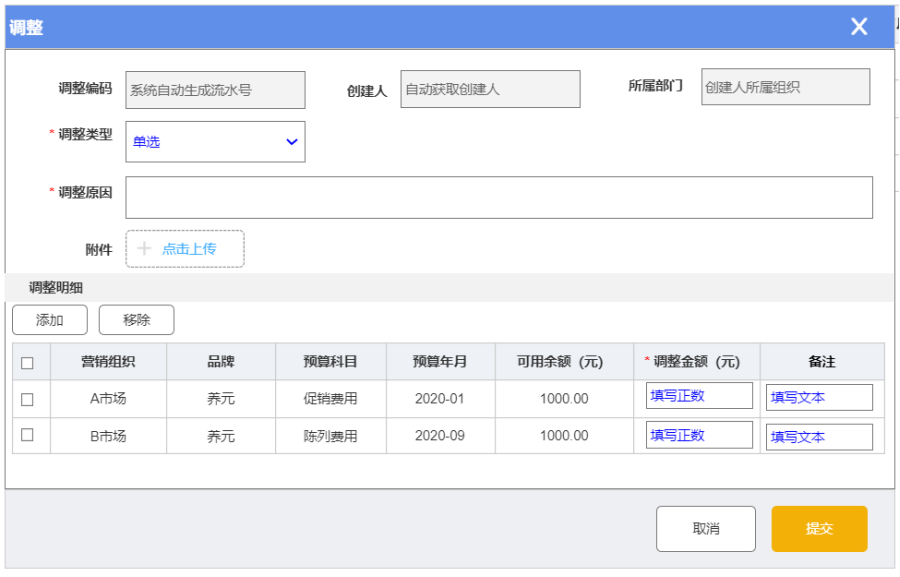 调整
调整编码 系统自动生成流水号 创建人 自动获取创建人 所属部门 创建人所属组织
* 调整类型 单选
* 调整原因
附件 点击上传
调整明细
添加 移除
营销组织 品牌 预算科目 预算年月 可用余额（元） * 调整金额（元） 备注
A市场 养元 促销费用 2020-01 1000.00 填写正数 填写文本
B市场 养元 陈列费用 2020-09 1000.00 填写正数 填写文本
取消 提交